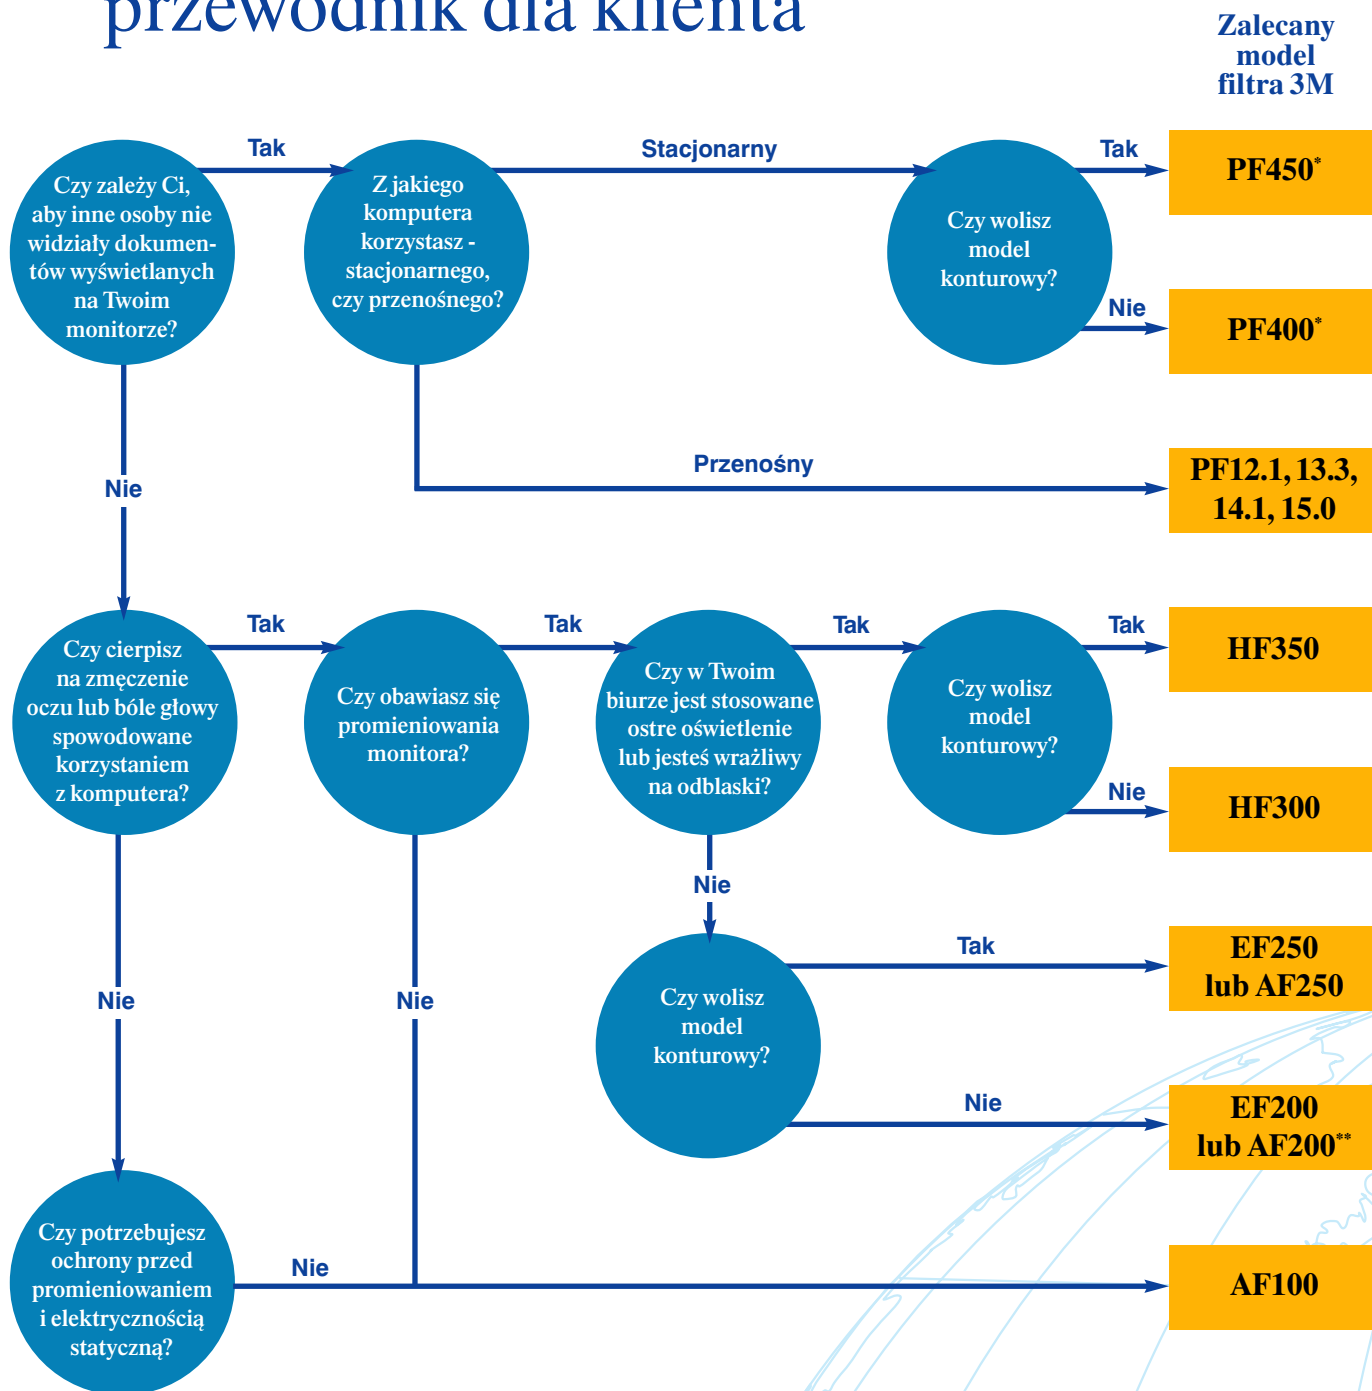 przewodnik dla klienta
Zalecany
model
filtra 3M
Czy zależy Ci,
aby inne osoby nie
widziały dokumen-
tów wyświetlanych
na Twoim
monitorze?
Tak
Z jakiego
komputera
korzystasz -
stacjonarnego,
czy przenośnego?
Stacjonarny
Czy wolisz
model
konturowy?
Tak
PF450*
Nie
PF400*
Przenośny
PF12.1, 13.3,
14.1, 15.0
Nie
Czy cierpisz
na zmęczenie
oczu lub bóle głowy
spowodowane
korzystaniem
z komputera?
Tak
Czy obawiasz się
promieniowania
monitora?
Tak
Czy w Twoim
biurze jest stosowane
ostre oświetlenie
lub jesteś wrażliwy
na odblaski?
Tak
Czy wolisz
model
konturowy?
Tak
HF350
Nie
HF300
Nie
Czy wolisz
model
konturowy?
Tak
EF250
lub AF250
Nie
EF200
lub AF200**
Nie
Nie
Czy potrzebujesz
ochrony przed
promieniowaniem
i elektrycznością
statyczną?
Nie
AF100